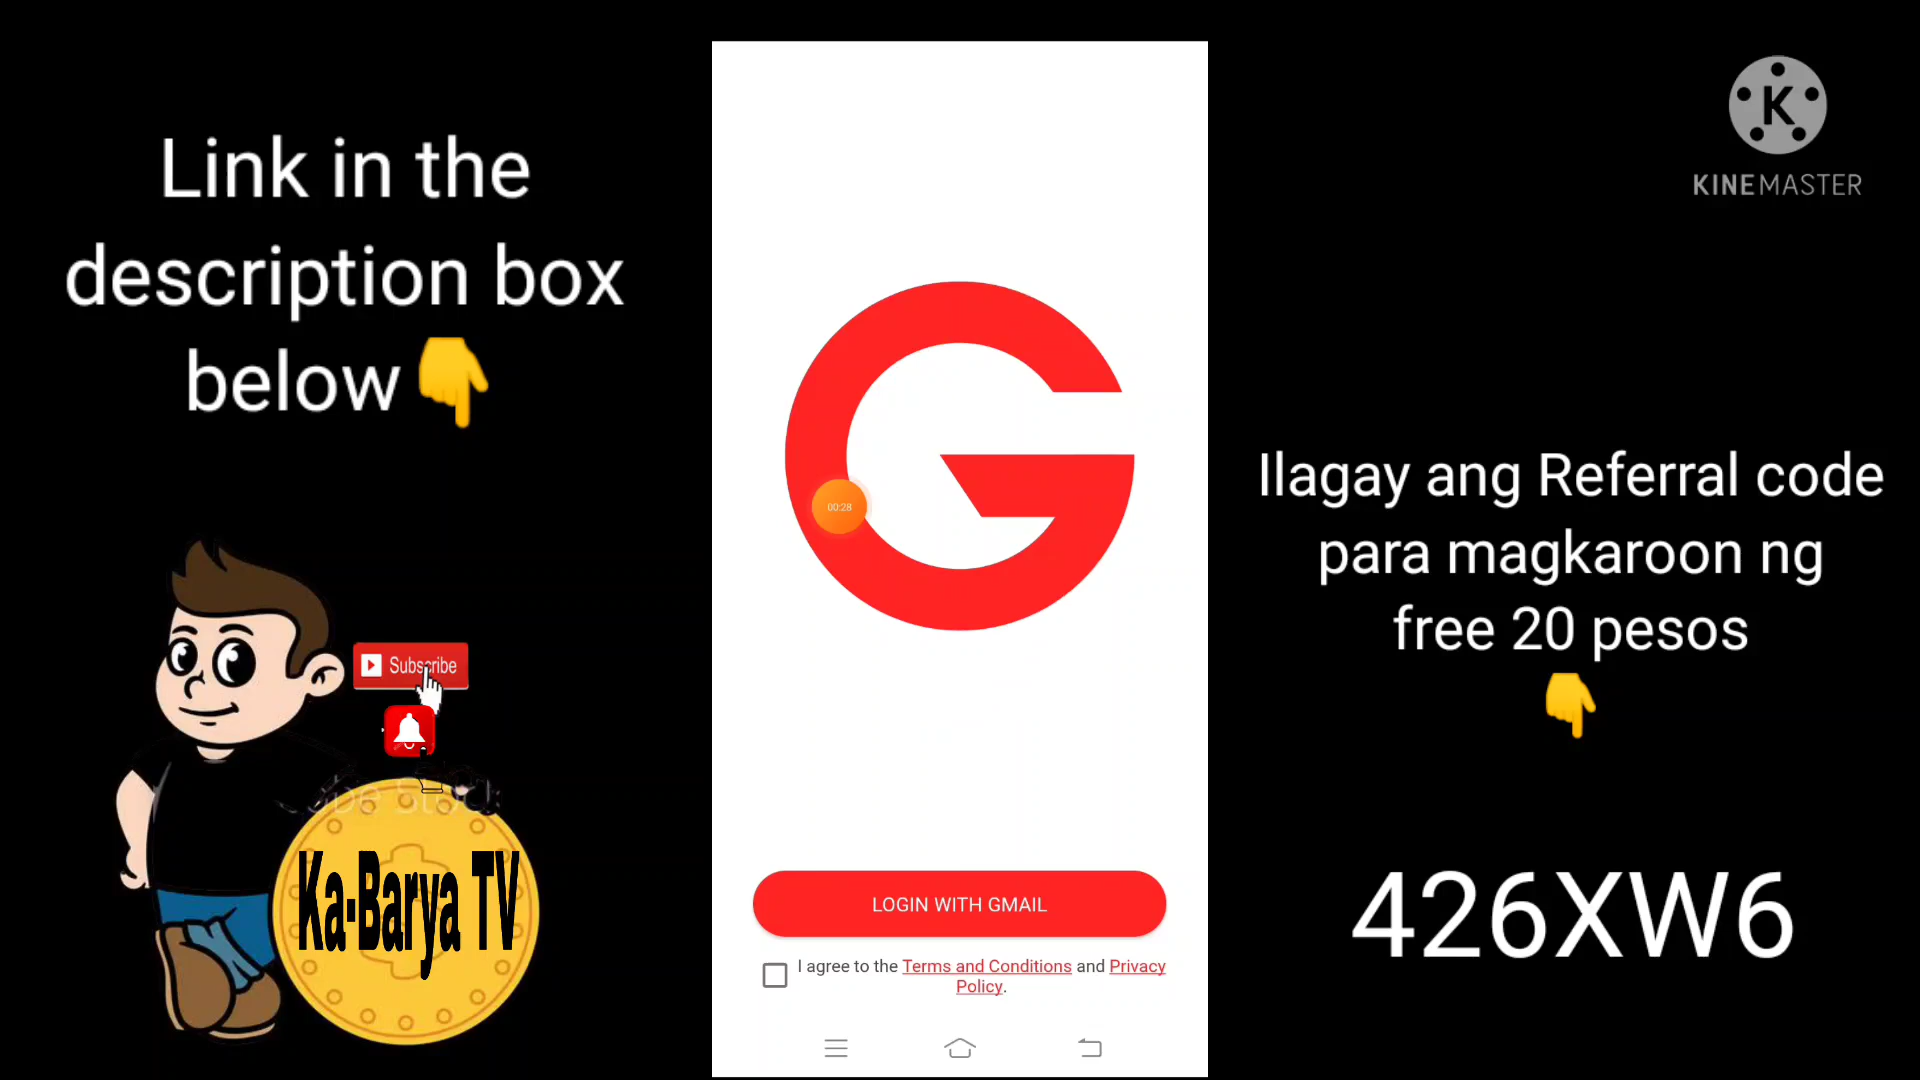 Link in the
description box
below👇
KINEMASTER
Ilagay ang Referral code
para magkaroon ng
free 20 pesos
👇
426XW6
00:28
LOGIN WITH GMAIL
I agree to the Terms and Conditions and Privacy
Policy.
Subscribe
Ka-Barya TV